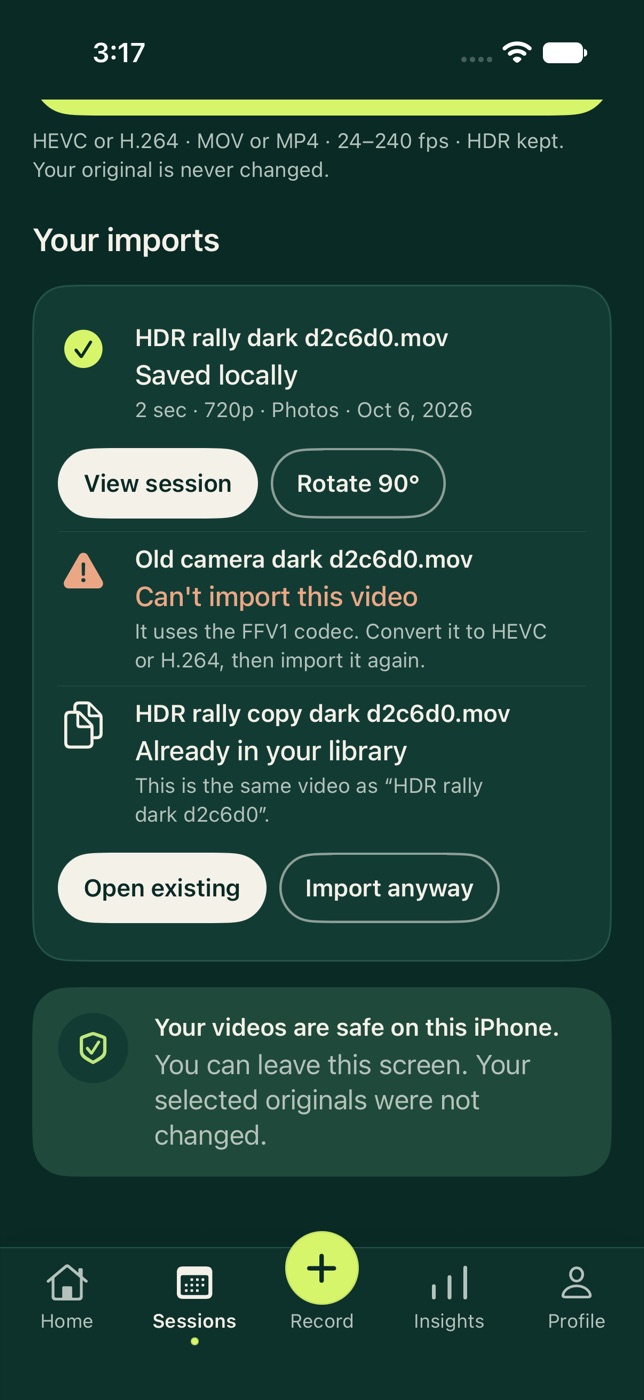 3:17
HEVC or H.264 · MOV or MP4 · 24–240 fps · HDR kept.
Your original is never changed.
Your imports
HDR rally dark d2c6d0.mov
Saved locally
2 sec · 720p · Photos · Oct 6, 2026
View session
Rotate 90°
Old camera dark d2c6d0.mov
Can't import this video
It uses the FFV1 codec. Convert it to HEVC
or H.264, then import it again.
HDR rally copy dark d2c6d0.mov
Already in your library
This is the same video as “HDR rally
dark d2c6d0”.
Open existing
Import anyway
Your videos are safe on this iPhone.
You can leave this screen. Your
selected originals were not
changed.
Home
Sessions
Record
Insights
Profile